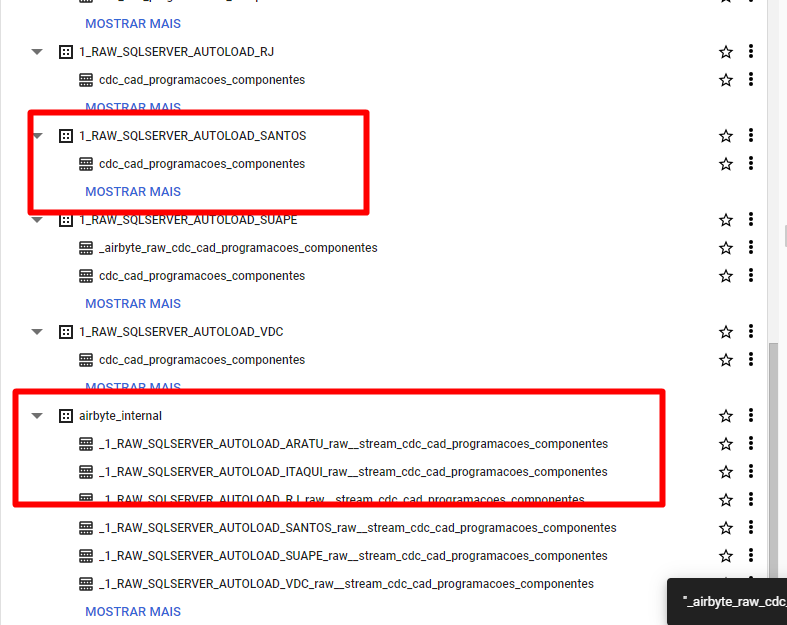 MOSTRAR MAIS
1_RAW_SQLSERVER_AUTOLOAD_RJ
cdc_cad_programacoes_componentes
MOSTRAR MAIS
1_RAW_SQLSERVER_AUTOLOAD_SANTOS
cdc_cad_programacoes_componentes
MOSTRAR MAIS
1_RAW_SQLSERVER_AUTOLOAD_SUAPE
_airbyte_raw_cdc_cad_programacoes_componentes
cdc_cad_programacoes_componentes
MOSTRAR MAIS
1_RAW_SQLSERVER_AUTOLOAD_VDC
cdc_cad_programacoes_componentes
MOSTRAR MAIS
airbyte_internal
_1_RAW_SQLSERVER_AUTOLOAD_ARATU_raw__stream_cdc_cad_programacoes_componentes
_1_RAW_SQLSERVER_AUTOLOAD_ITAQUI_raw__stream_cdc_cad_programacoes_componentes
_1_RAW_SQLSERVER_AUTOLOAD_RJ_raw__stream_cdc_cad_programacoes_componentes
_1_RAW_SQLSERVER_AUTOLOAD_SANTOS_raw__stream_cdc_cad_programacoes_componentes
_1_RAW_SQLSERVER_AUTOLOAD_SUAPE_raw__stream_cdc_cad_programacoes_componentes
_1_RAW_SQLSERVER_AUTOLOAD_VDC_raw__stream_cdc_cad_programacoes_componentes
"_airbyte_raw_cdc_
MOSTRAR MAIS